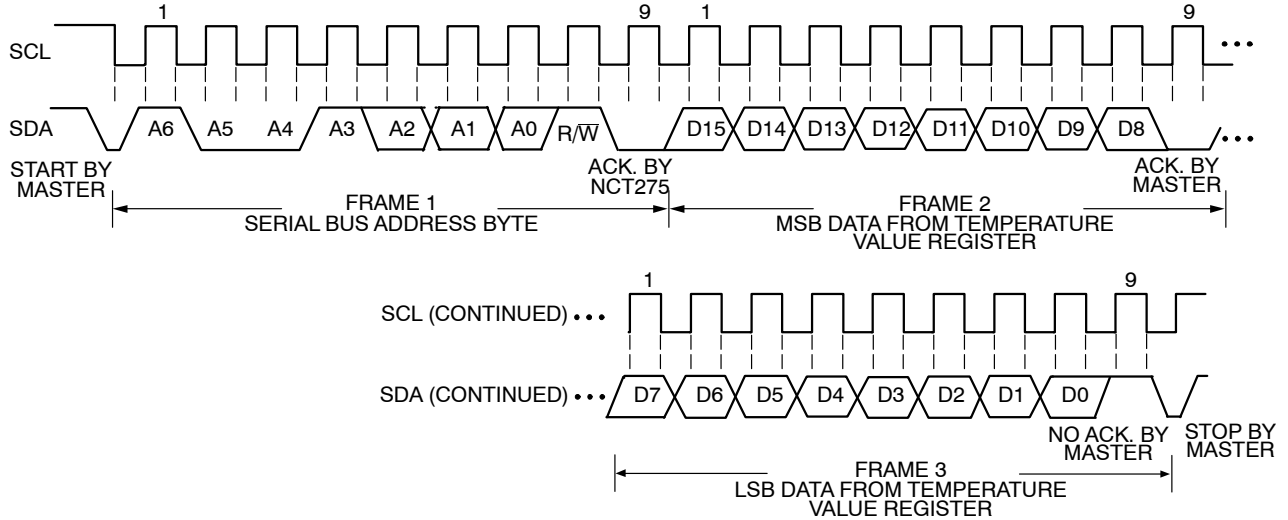 1 9 1 9
SCL
SDA A6 A5 A4 A3 A2 A1 A0 R/W̅ D15 D14 D13 D12 D11 D10 D9 D8
START BY
MASTER
ACK. BY
NCT275
ACK. BY
MASTER
FRAME 1
SERIAL BUS ADDRESS BYTE
FRAME 2
MSB DATA FROM TEMPERATURE
VALUE REGISTER
1 9
SCL (CONTINUED)
SDA (CONTINUED) D7 D6 D5 D4 D3 D2 D1 D0
NO ACK. BY
MASTER
STOP BY
MASTER
FRAME 3
LSB DATA FROM TEMPERATURE
VALUE REGISTER